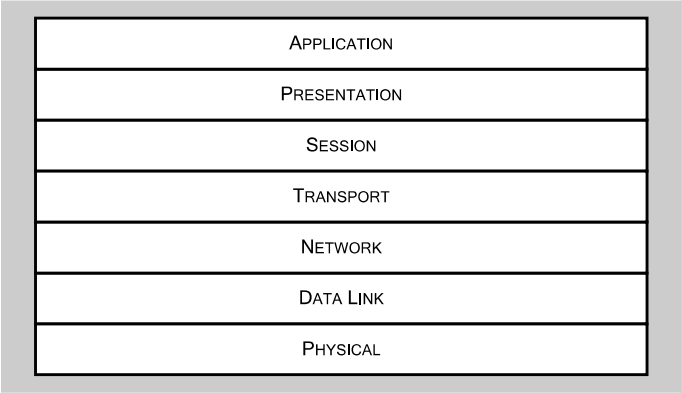 APPLICATION
PRESENTATION
SESSION
TRANSPORT
NETWORK
DATA LINK
PHYSICAL